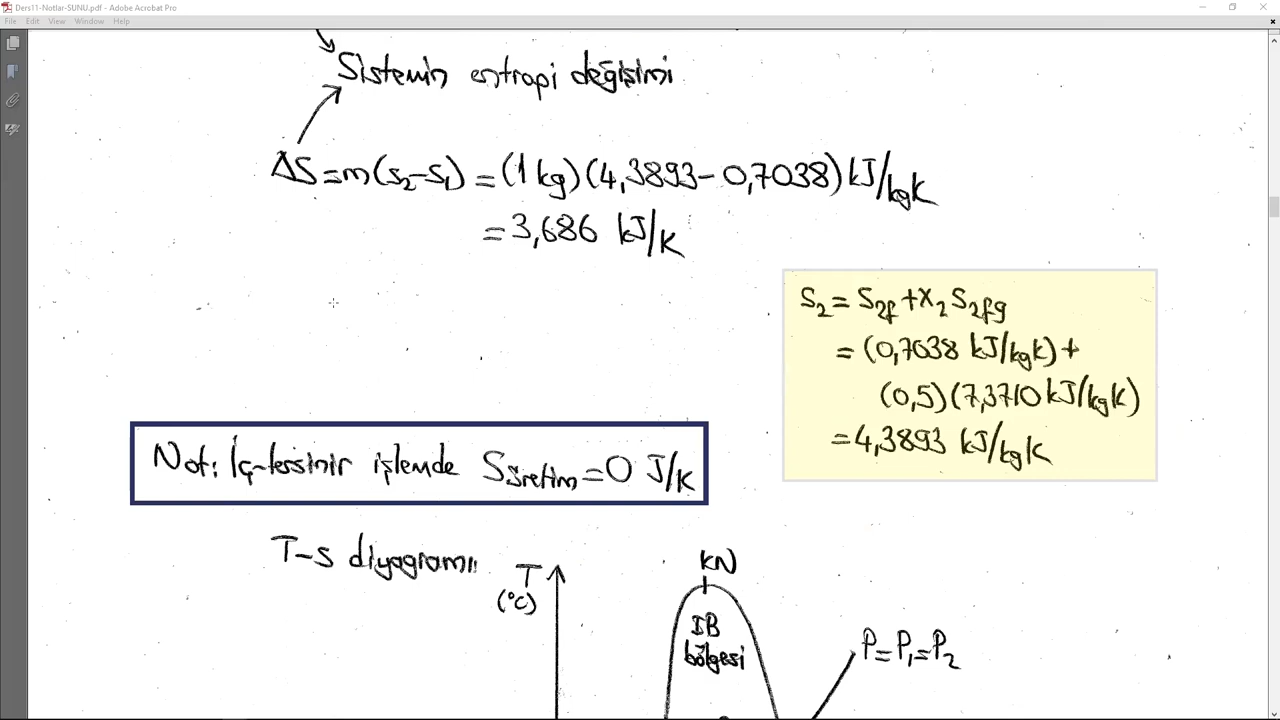 Ders11-Notlar-SUNU.pdf - Adobe Acrobat Pro
File Edit View Window Help
Sistemin entropi değişimi
ΔS=m(s₂-s₁) = (1 kg)(4,3893-0,7038) kJ/kgK
= 3,686 kJ/K
S₂ = S₂f + X₂ S₂fg
= (0,7038 kJ/kgK) +
(0,5)(7,3710 kJ/kgK)
= 4,3893 kJ/kgK
Not: İç-tersinir işlemde Süretim = 0 J/K
T-s diyagramı
T
(°C)
KN
IB
bölgesi
P=P₁=P₂